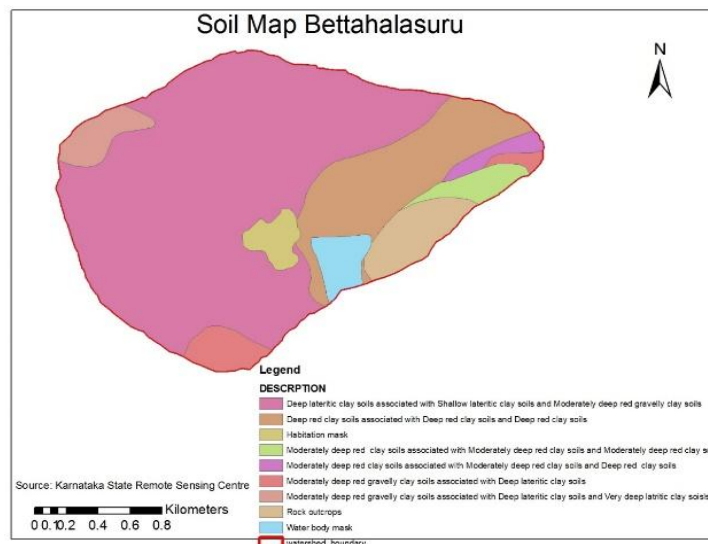 Soil Map Bettahalasuru
N
Legend
DESCRPTION
Deep lateritic clay soils associated with Shallow lateritic clay soils and Moderately deep red gravelly clay soils
Deep red clay soils associated with Deep red clay soils and Deep red clay soils
Habitation mask
Moderately deep red clay soils associated with Moderately deep red clay soils and Moderately deep red clay so
Moderately deep red clay soils associated with Moderately deep red clay soils and Deep red clay soils
Moderately deep red gravelly clay soils associated with Deep lateritic clay soils
Moderately deep red gravelly clay soils associated with Deep lateritic clay soils and Very deep latritic clay soisls
Rock outcrops
Water body mask
watershed_boundary
Source: Karnataka State Remote Sensing Centre
Kilometers
0 0.10.2 0.4 0.6 0.8